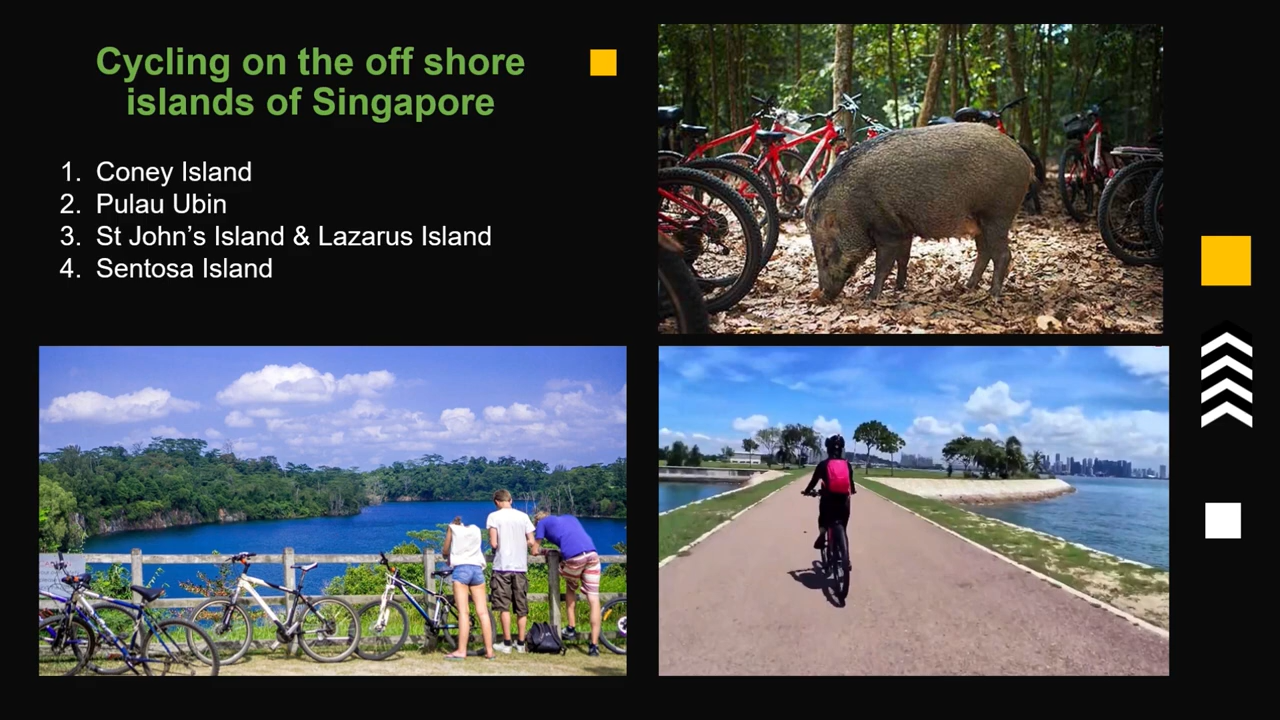 Cycling on the off shore
islands of Singapore
1. Coney Island
2. Pulau Ubin
3. St John’s Island & Lazarus Island
4. Sentosa Island